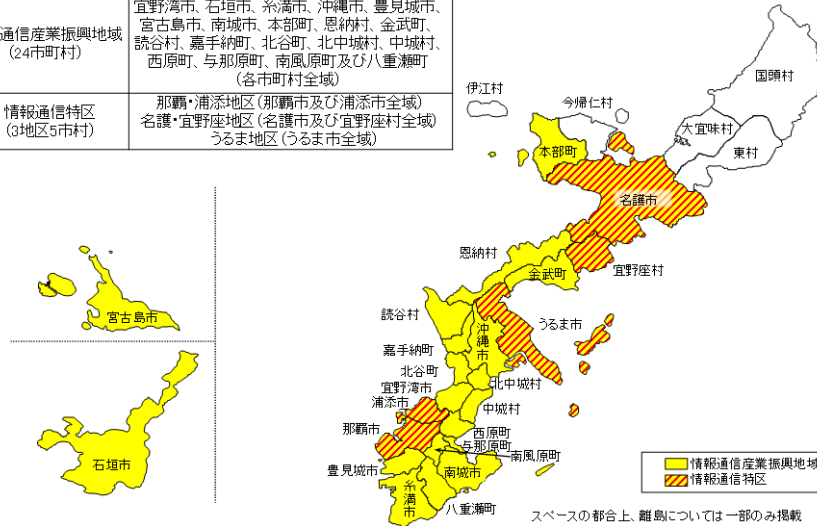 通信産業振興地域
(24市町村)
宜野湾市、石垣市、糸満市、沖縄市、豊見城市、
宮古島市、南城市、本部町、恩納村、金武町、
読谷村、嘉手納町、北谷町、北中城村、中城村、
西原町、与那原町、南風原町及び八重瀬町
(各市町村全域)
情報通信特区
(3地区5市村)
那覇・浦添地区(那覇市及び浦添市全域)
名護・宜野座地区(名護市及び宜野座村全域)
うるま地区(うるま市全域)
国頭村
伊江村
今帰仁村
大宜味村
東村
本部町
名護市
恩納村
宜野座村
金武町
宮古島市
読谷村
うるま市
沖縄市
嘉手納町
北谷町
北中城村
宜野湾市
浦添市
中城村
那覇市
西原町
与那原町
南風原町
石垣市
豊見城市
南城市
糸満市
八重瀬町
情報通信産業振興地域
情報通信特区
スペースの都合上、離島については一部のみ掲載